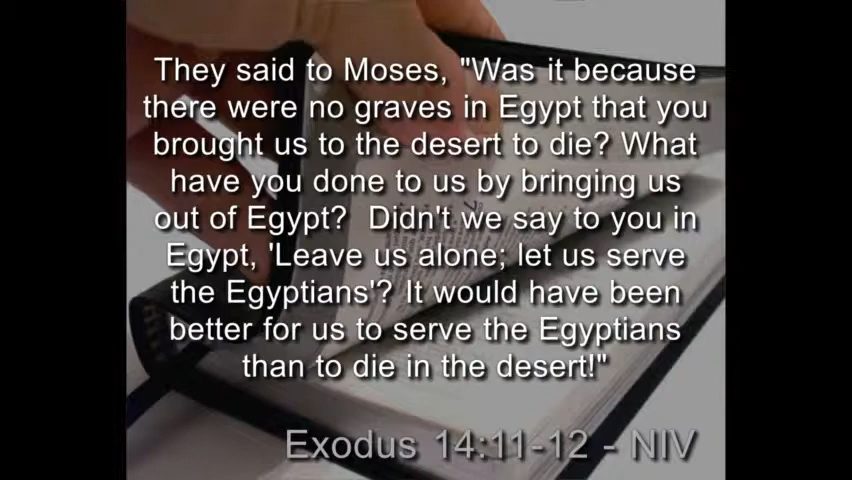 They said to Moses, "Was it because
there were no graves in Egypt that you
brought us to the desert to die? What
have you done to us by bringing us
out of Egypt?  Didn't we say to you in
Egypt, 'Leave us alone; let us serve
the Egyptians'? It would have been
better for us to serve the Egyptians
than to die in the desert!"
Exodus 14:11-12 - NIV